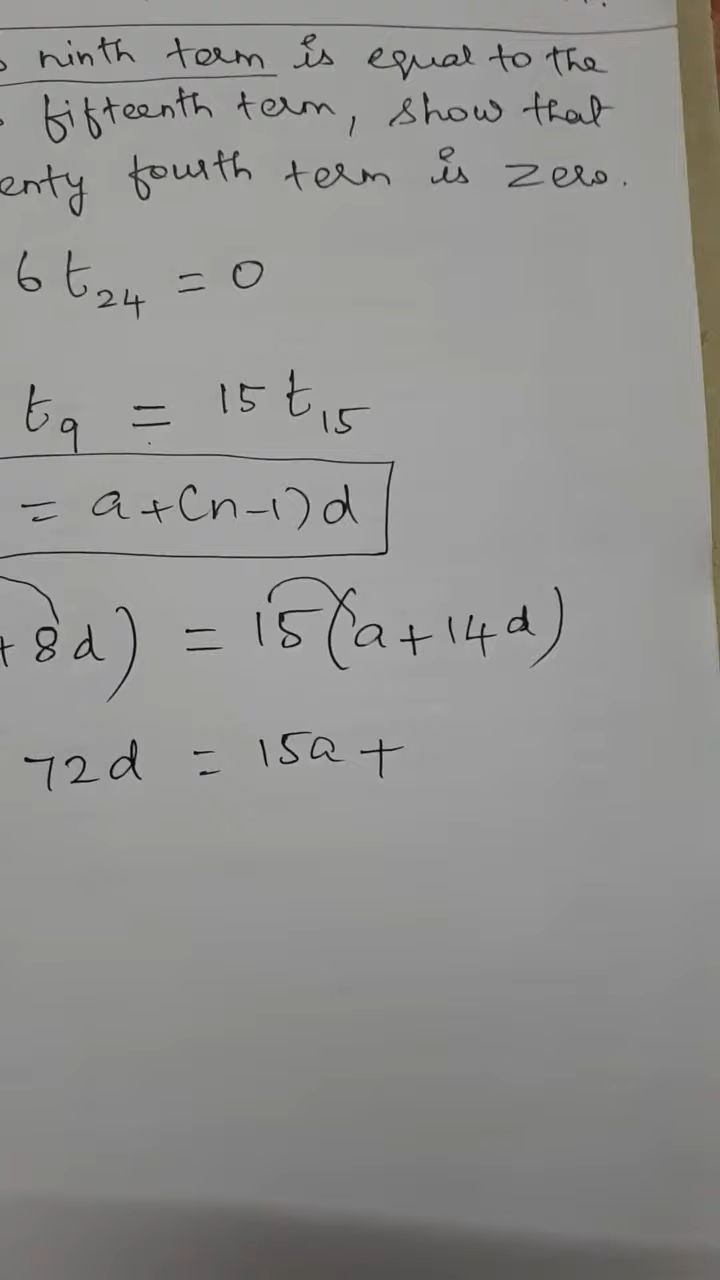 ninth term is equal to the
fifteenth term, show that
enty fourth term is zero.
6 t₂₄ = 0
t₉ = 15 t₁₅
= a+(n-1)d
+ 8d) = 15(a+14d)
72d = 15a +